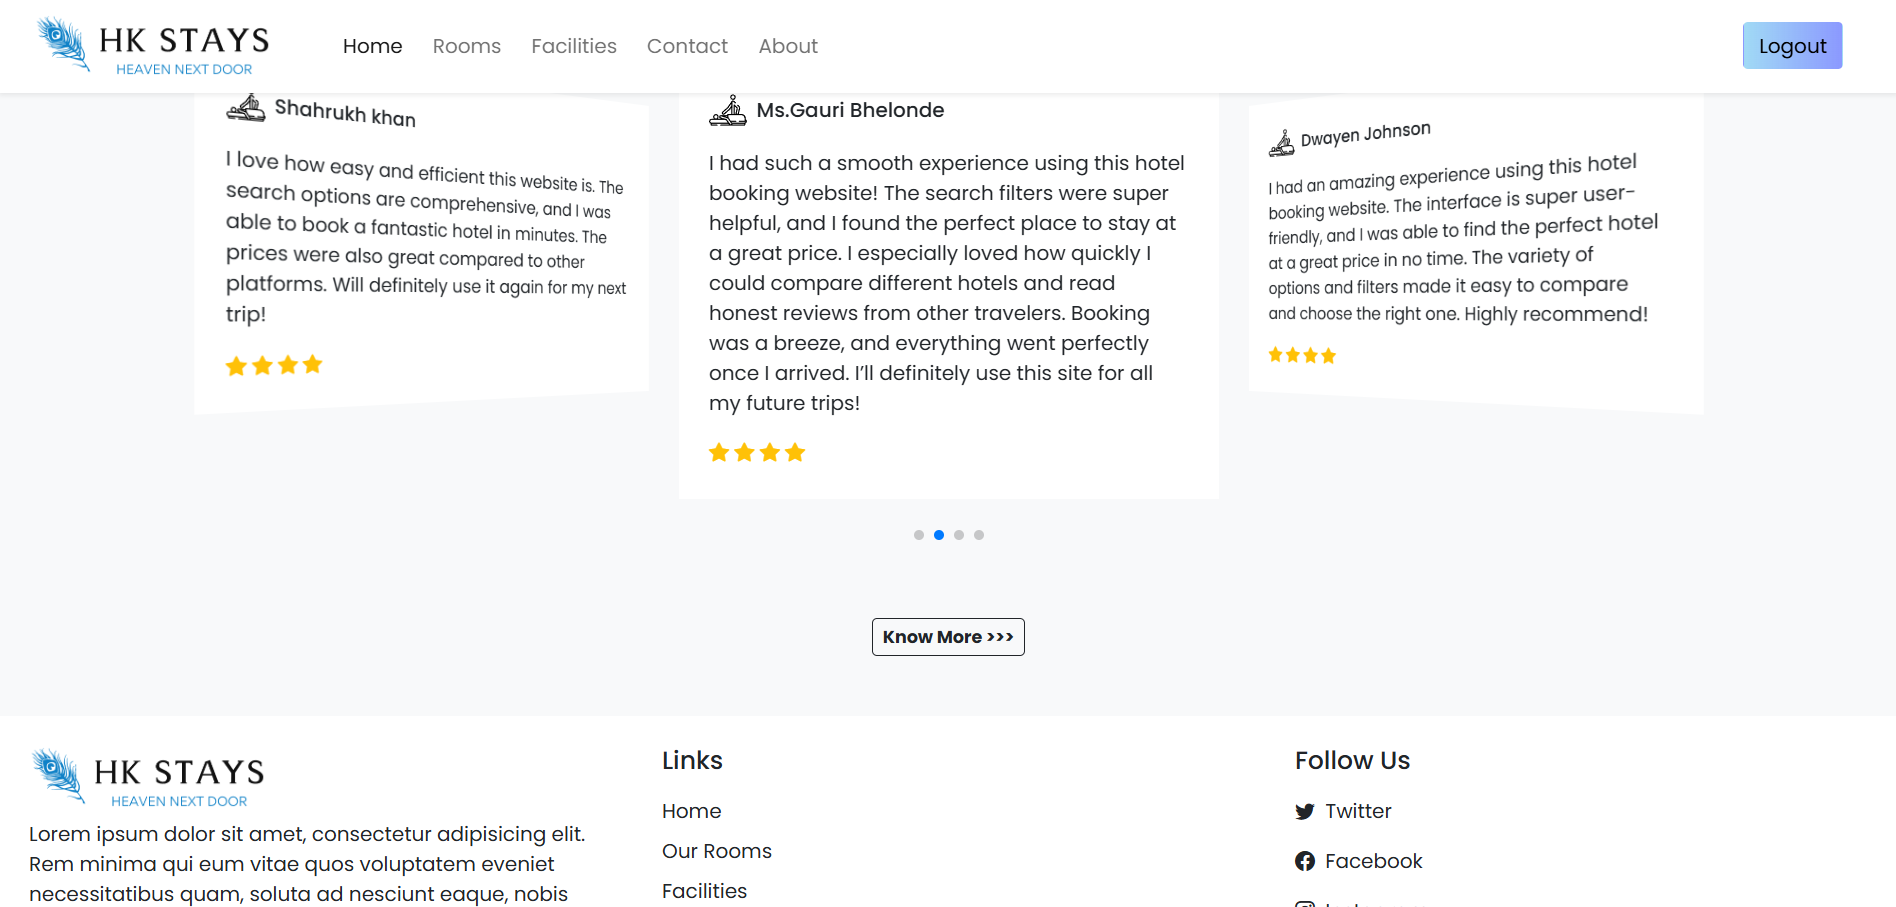 HK STAYS
HEAVEN NEXT DOOR
Home Rooms Facilities Contact About
Logout
Shahrukh khan
I love how easy and efficient this website is. The
search options are comprehensive, and I was
able to book a fantastic hotel in minutes. The
prices were also great compared to other
platforms. Will definitely use it again for my next
trip!
Ms.Gauri Bhelonde
I had such a smooth experience using this hotel
booking website! The search filters were super
helpful, and I found the perfect place to stay at
a great price. I especially loved how quickly I
could compare different hotels and read
honest reviews from other travelers. Booking
was a breeze, and everything went perfectly
once I arrived. I’ll definitely use this site for all
my future trips!
Dwayen Johnson
I had an amazing experience using this hotel
booking website. The interface is super user-
friendly, and I was able to find the perfect hotel
at a great price in no time. The variety of
options and filters made it easy to compare
and choose the right one. Highly recommend!
Know More >>>
HK STAYS
HEAVEN NEXT DOOR
Lorem ipsum dolor sit amet, consectetur adipisicing elit.
Rem minima qui eum vitae quos voluptatem eveniet
necessitatibus quam, soluta ad nesciunt eaque, nobis
Links
Home
Our Rooms
Facilities
Follow Us
Twitter
Facebook